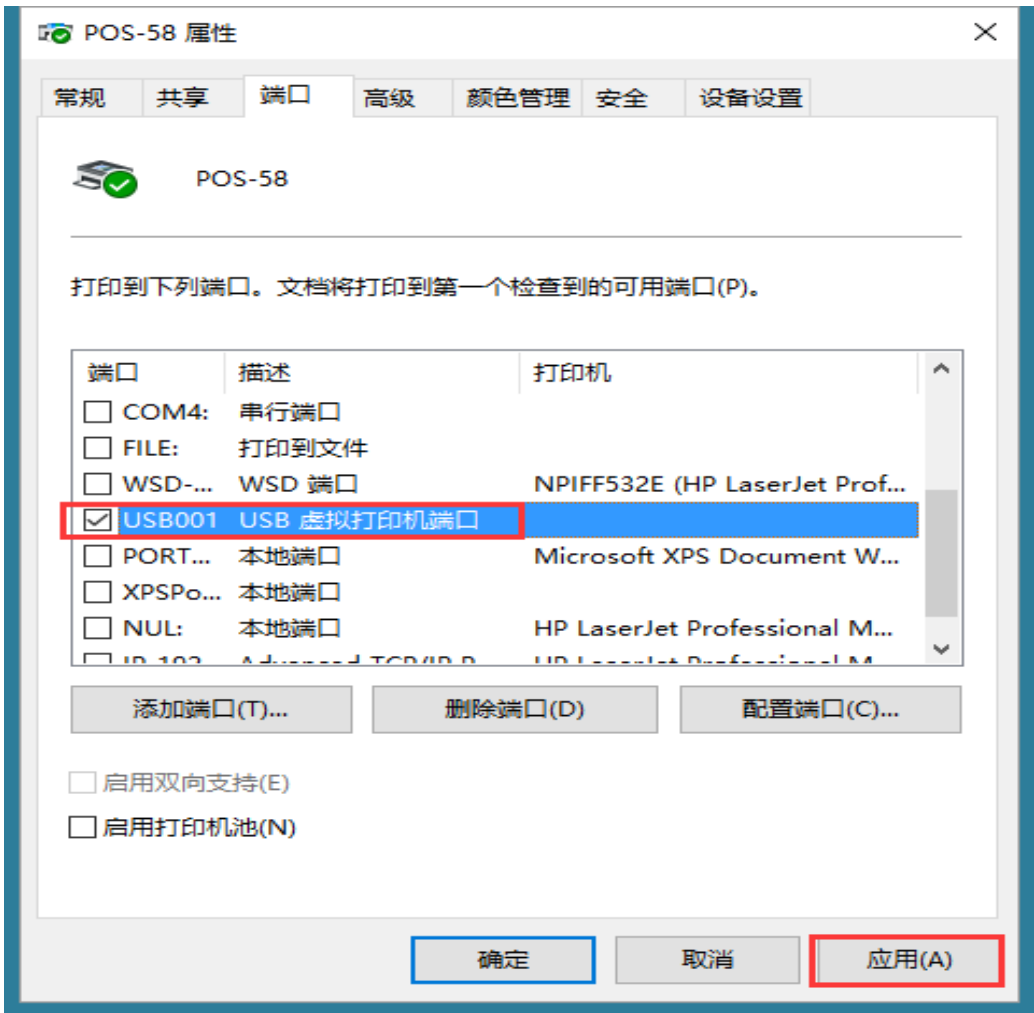 POS-58 属性
常规 共享 端口 高级 颜色管理 安全 设备设置
POS-58
打印到下列端口。文档将打印到第一个检查到的可用端口(P)。
端口 描述 打印机
COM4: 串行端口
FILE: 打印到文件
WSD-... WSD 端口 NPIFF532E (HP LaserJet Prof...
USB001 USB 虚拟打印机端口
PORT... 本地端口 Microsoft XPS Document W...
XPSPo... 本地端口
NUL: 本地端口 HP LaserJet Professional M...
Advanced TCP/IP P... HP LaserJet Professional M...
添加端口(T)... 删除端口(D) 配置端口(C)...
启用双向支持(E)
启用打印机池(N)
确定 取消 应用(A)